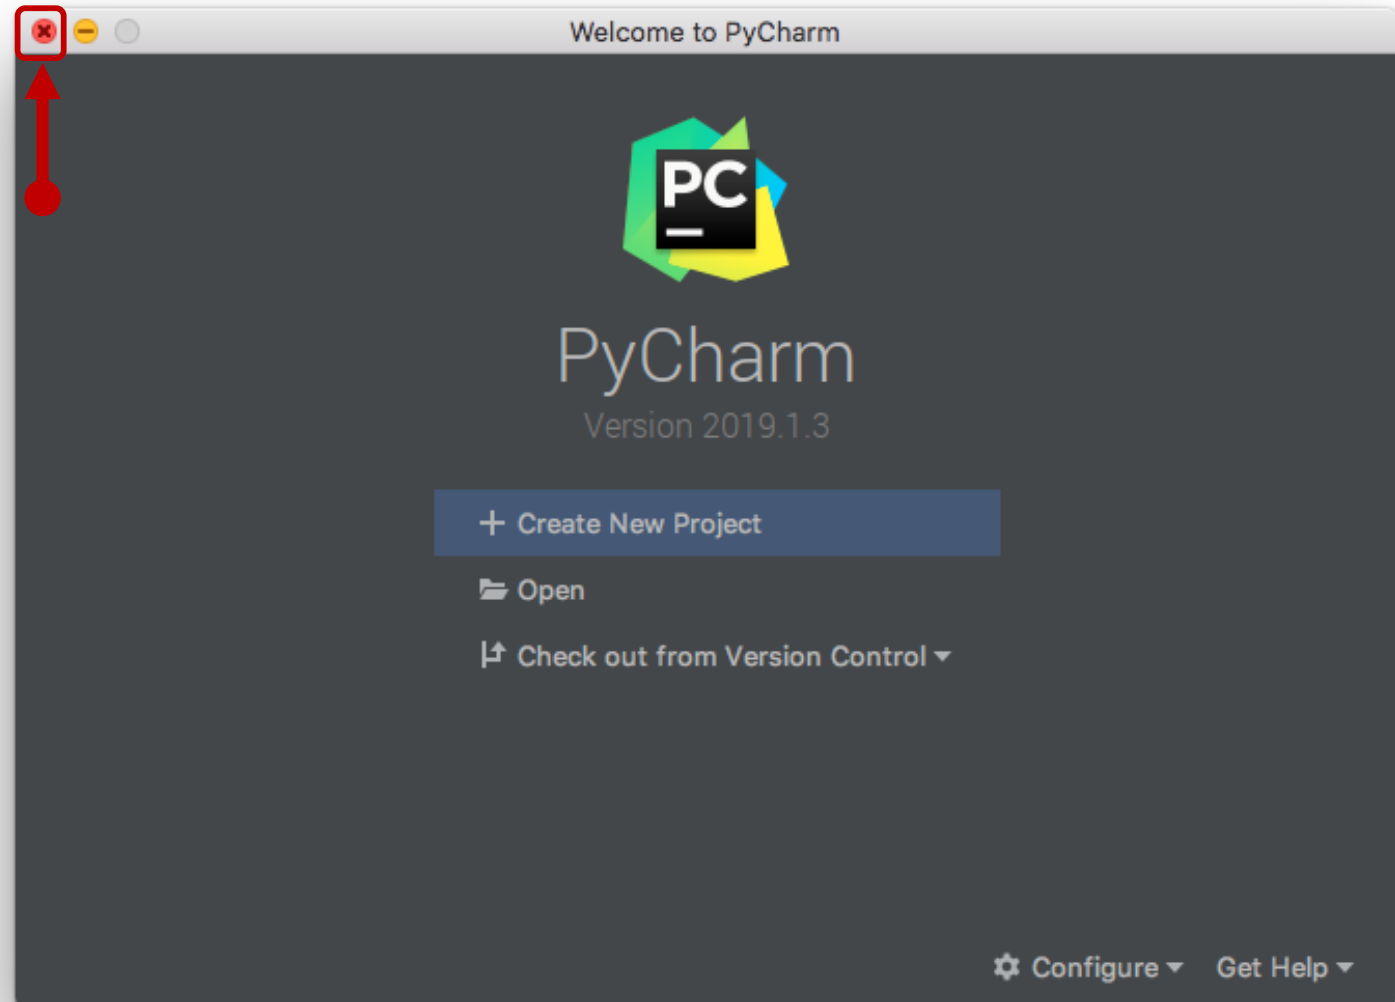 Welcome to PyCharm
PC
PyCharm
Version 2019.1.3
Create New Project
Open
Check out from Version Control
Configure
Get Help